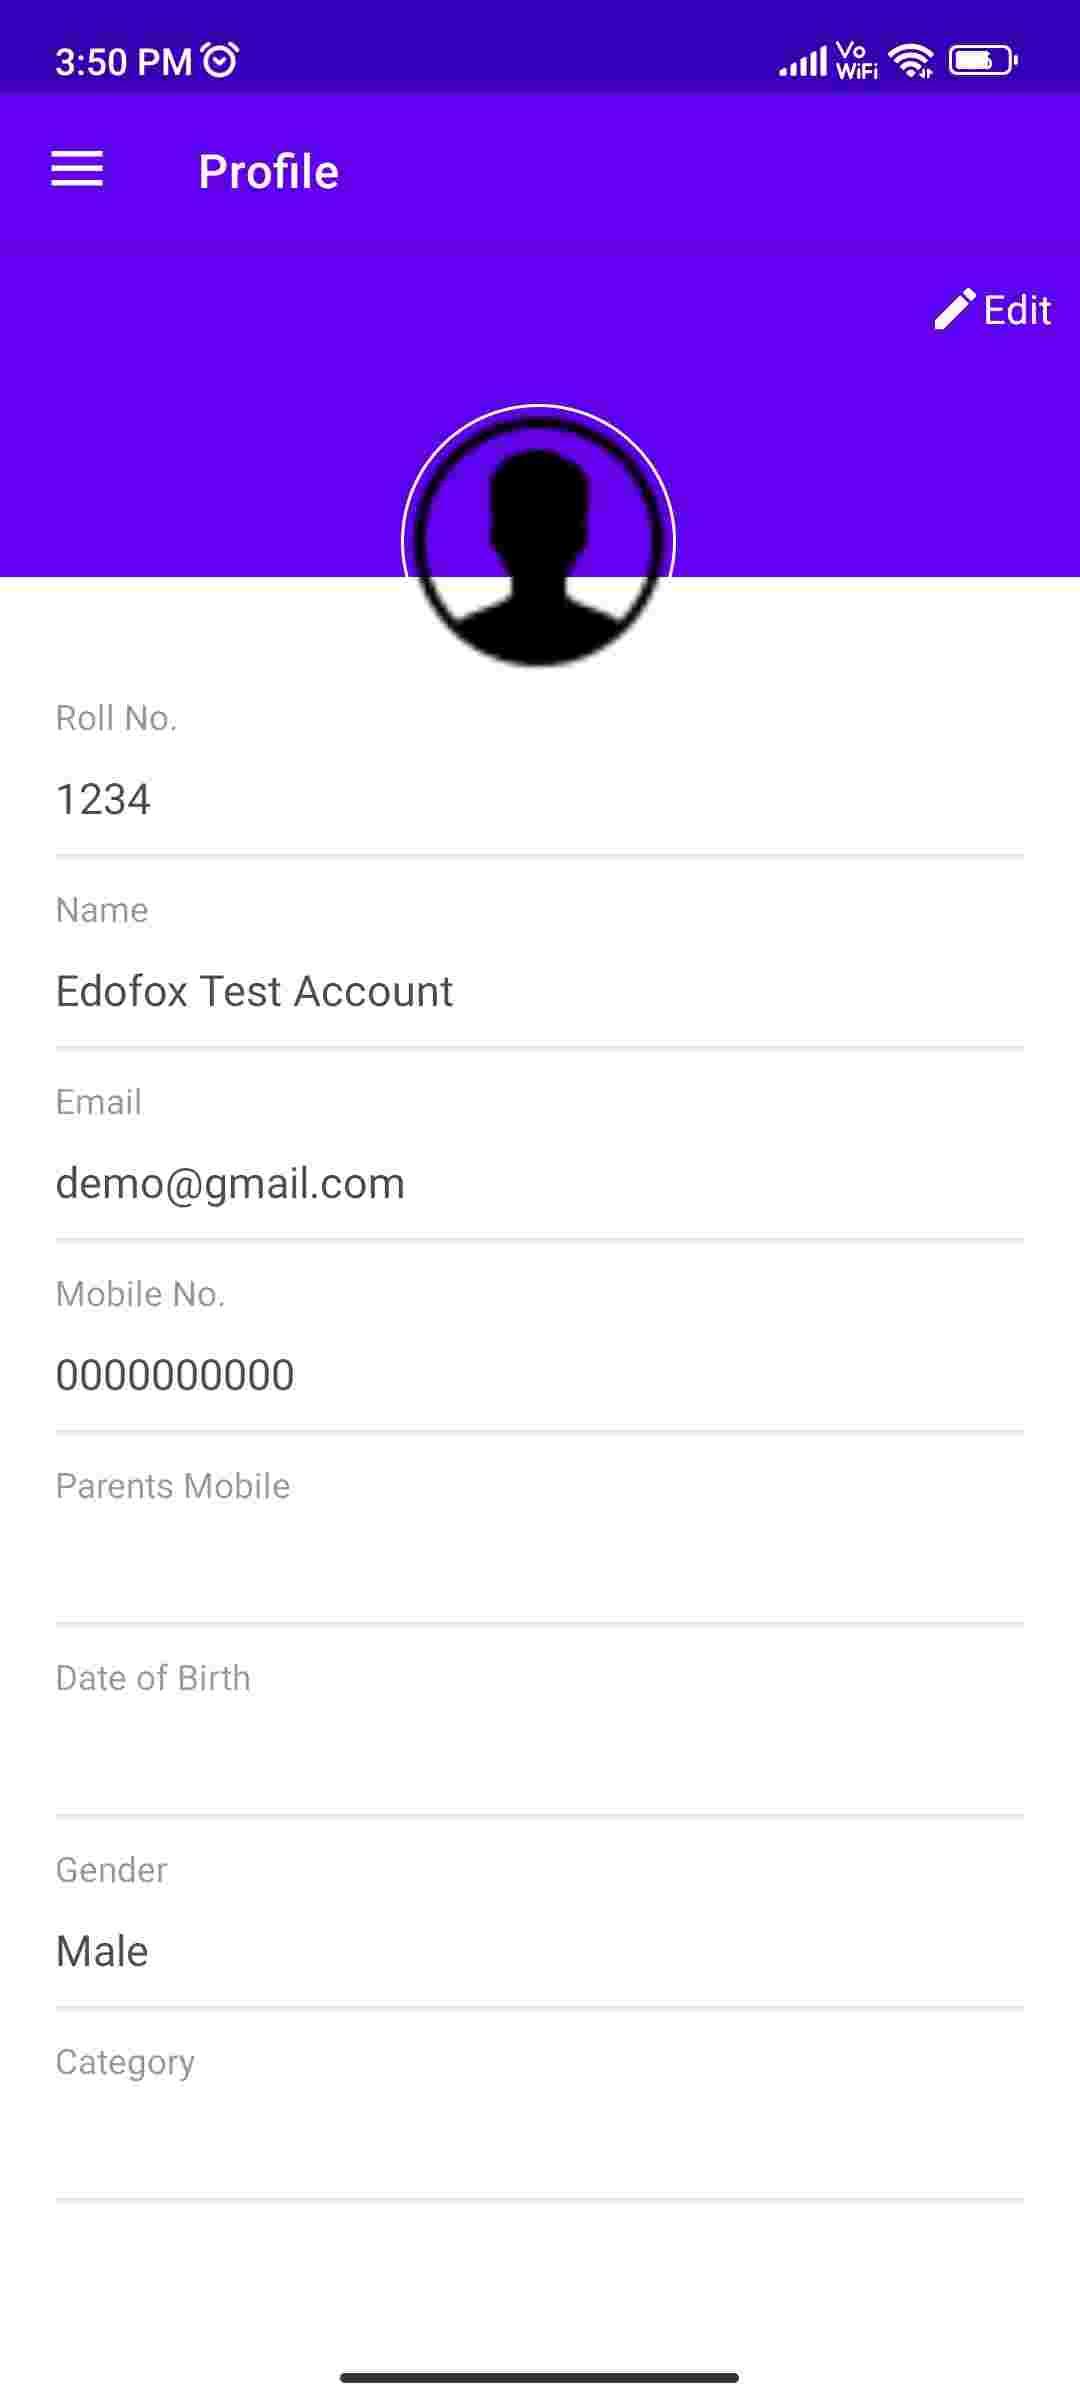 3:50 PM
Vo
WiFi
Profile
Edit
Roll No.
1234
Name
Edofox Test Account
Email
demo@gmail.com
Mobile No.
0000000000
Parents Mobile
Date of Birth
Gender
Male
Category